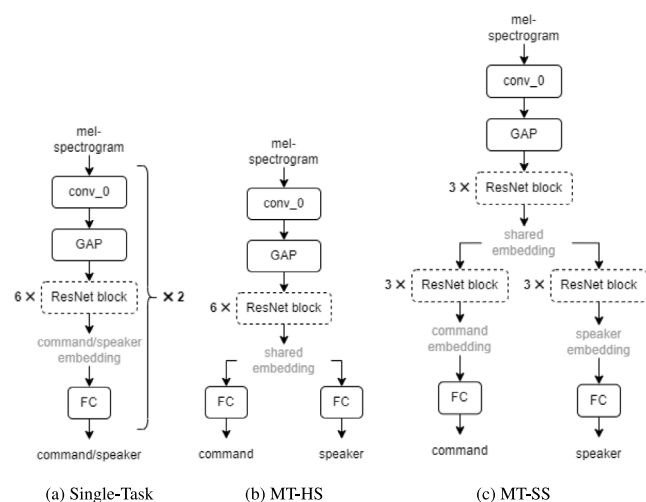 mel-
spectrogram
conv_0
GAP
6 × ResNet block
× 2
command/speaker
embedding
FC
command/speaker
(a) Single-Task
mel-
spectrogram
conv_0
GAP
6 × ResNet block
shared
embedding
FC FC
command speaker
(b) MT-HS
mel-
spectrogram
conv_0
GAP
3 × ResNet block
shared
embedding
3 × ResNet block 3 × ResNet block
command speaker
embedding embedding
FC FC
command speaker
(c) MT-SS